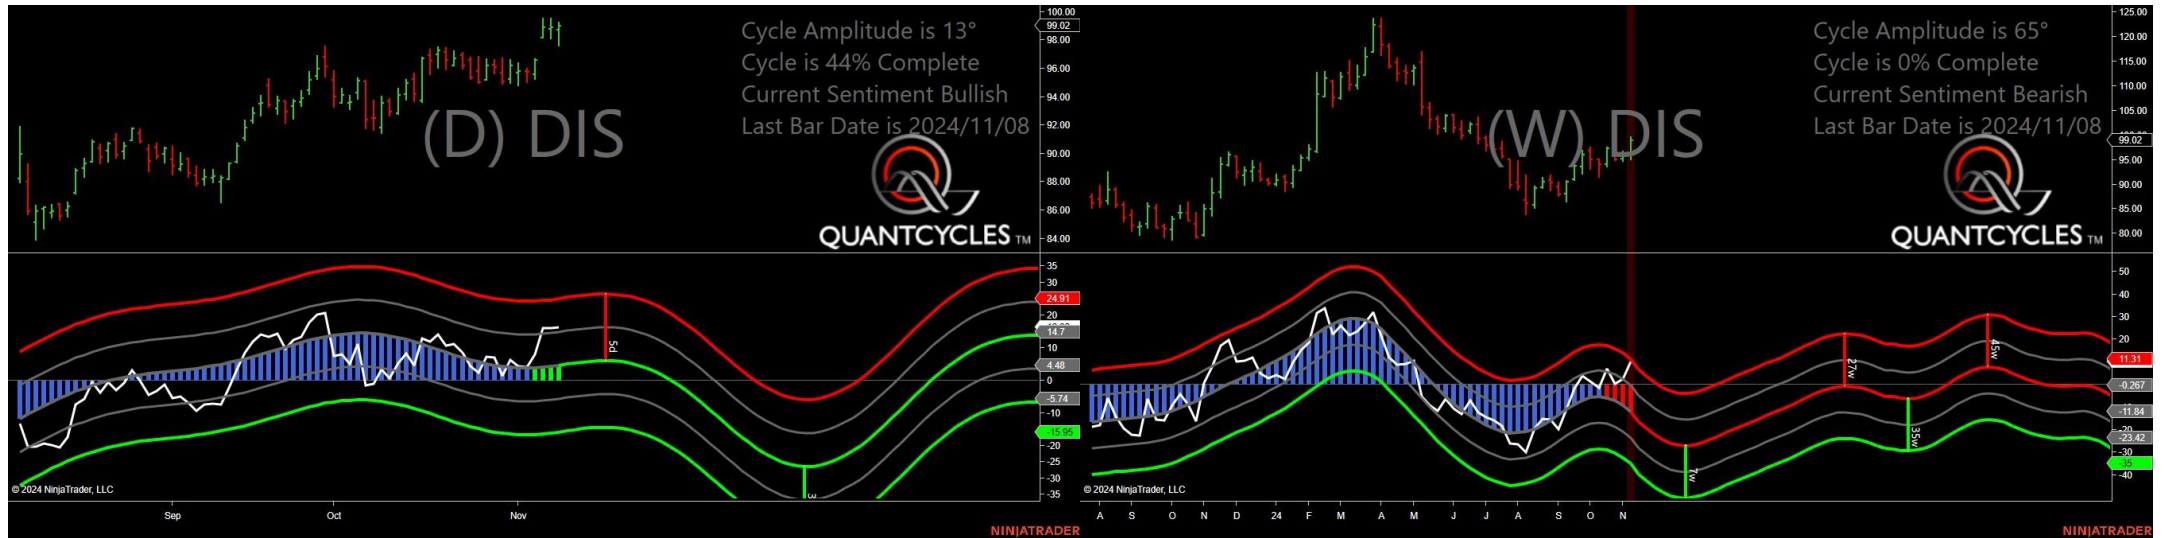 Cycle Amplitude is 13°
Cycle is 44% Complete
Current Sentiment Bullish
Last Bar Date is 2024/11/08
(D) DIS
QUANTCYCLES TM
100.00
99.02
98.00
96.00
94.00
92.00
90.00
88.00
86.00
84.00
35
30
24.91
20
14.7
10
4.48
0
-5.74
-10
-15.95
-20
-25
-30
-35
5d
3
© 2024 NinjaTrader, LLC
Sep Oct Nov
NINJATRADER
Cycle Amplitude is 65°
Cycle is 0% Complete
Current Sentiment Bearish
Last Bar Date is 2024/11/08
(W) DIS
QUANTCYCLES TM
125.00
120.00
115.00
110.00
105.00
99.02
95.00
90.00
85.00
80.00
50
40
30
20
11.31
-0.267
-11.84
-23.42
-30
-35
-40
7w
27w
35w
45w
© 2024 NinjaTrader, LLC
A S O N D 24 F M A M J J A S O N
NINJATRADER